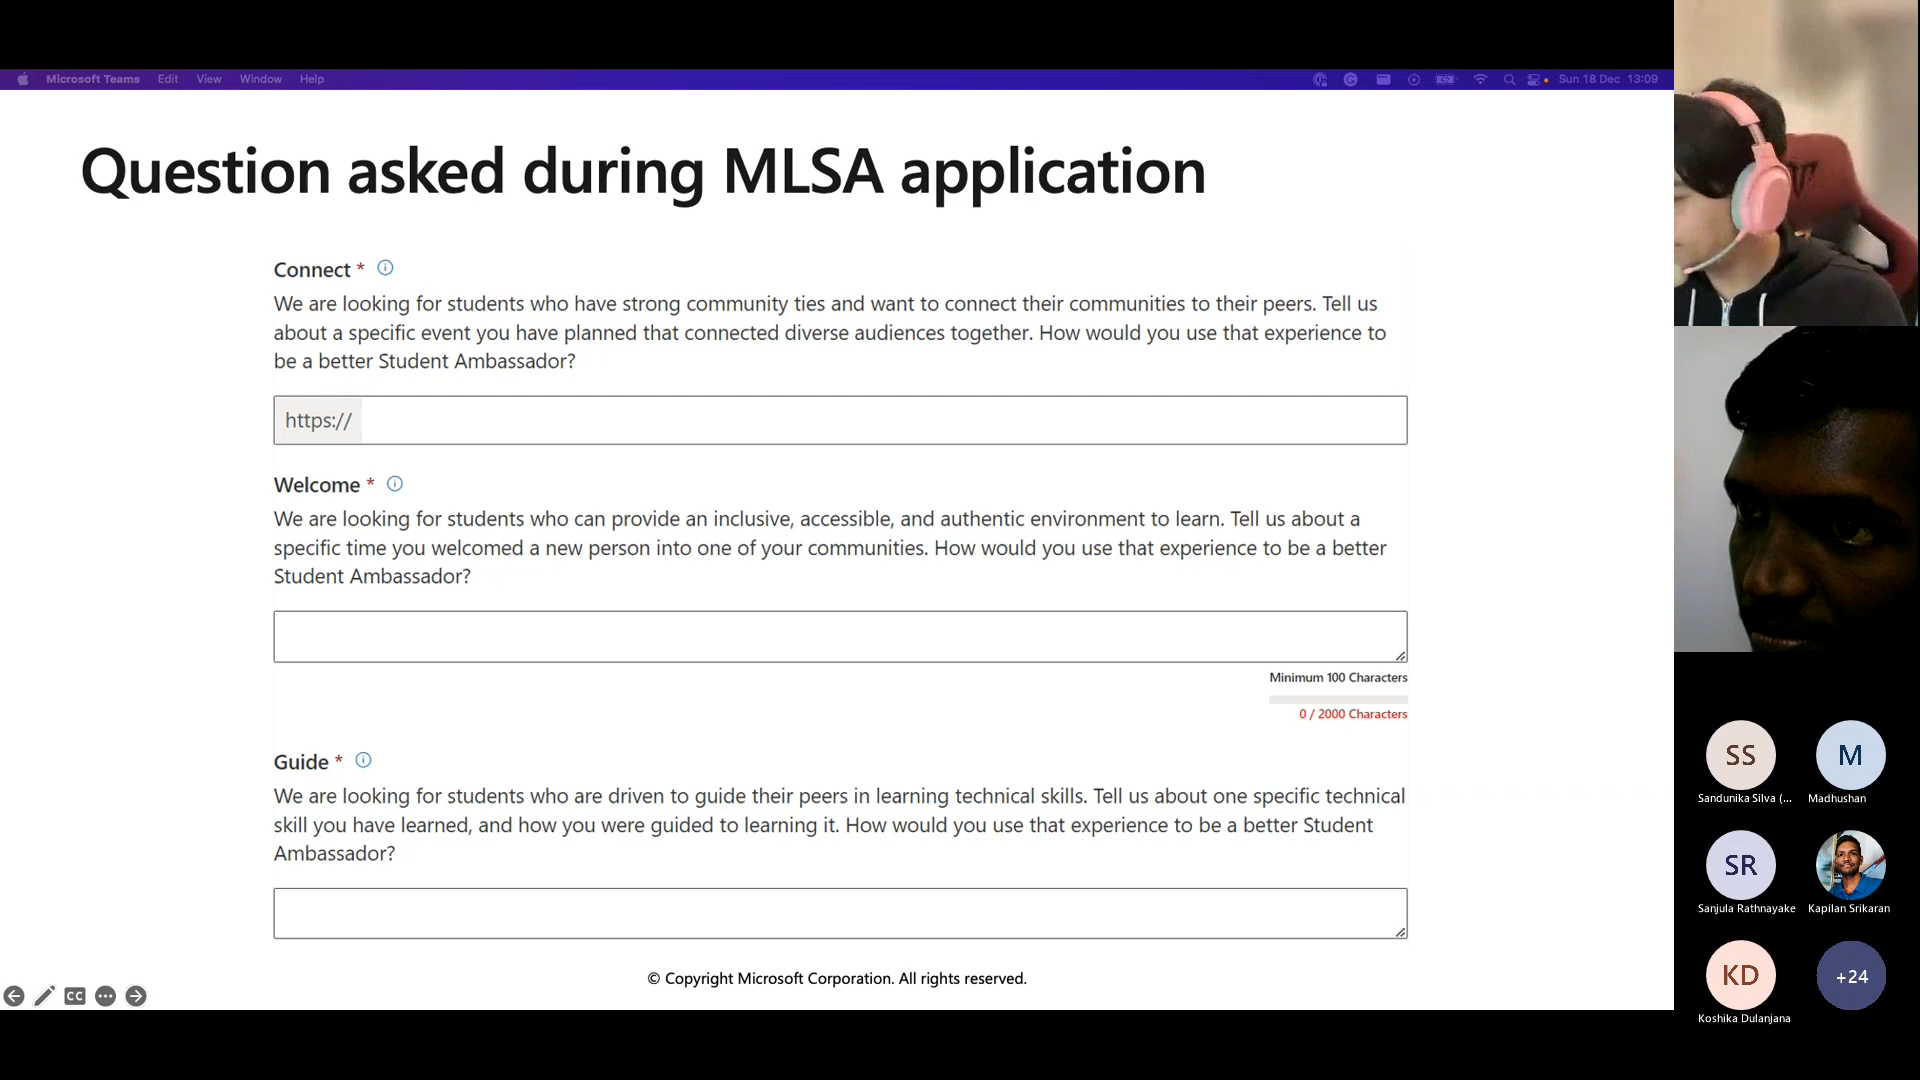 Microsoft Teams Edit View Window Help
Sun 18 Dec 13:09
Question asked during MLSA application
Connect *
We are looking for students who have strong community ties and want to connect their communities to their peers. Tell us
about a specific event you have planned that connected diverse audiences together. How would you use that experience to
be a better Student Ambassador?
https://
Welcome *
We are looking for students who can provide an inclusive, accessible, and authentic environment to learn. Tell us about a
specific time you welcomed a new person into one of your communities. How would you use that experience to be a better
Student Ambassador?
Minimum 100 Characters
0 / 2000 Characters
Guide *
We are looking for students who are driven to guide their peers in learning technical skills. Tell us about one specific technical
skill you have learned, and how you were guided to learning it. How would you use that experience to be a better Student
Ambassador?
© Copyright Microsoft Corporation. All rights reserved.
CC
SS M
Sandunika Silva (... Madhushan
SR
Sanjula Rathnayake Kapilan Srikaran
KD +24
Koshika Dulanjana